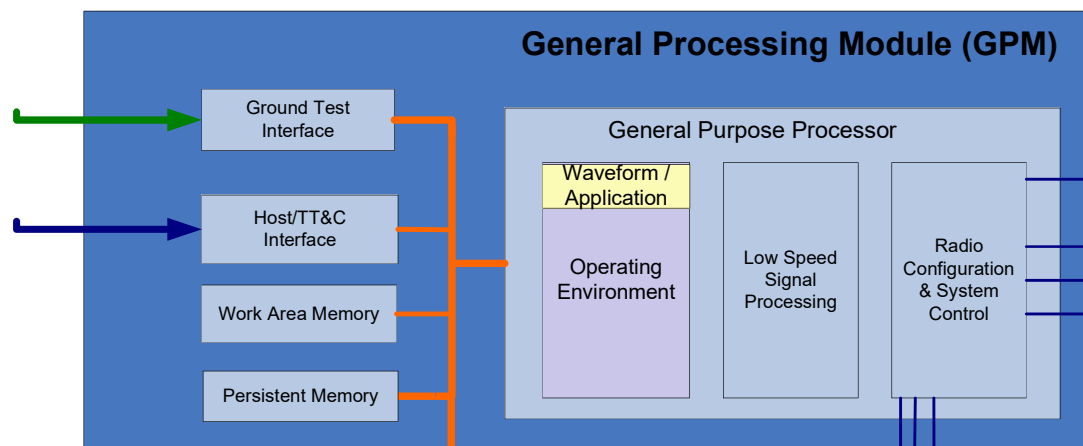 General Processing Module (GPM)
Ground Test
Interface
Host/TT&C
Interface
Work Area Memory
Persistent Memory
General Purpose Processor
Waveform /
Application
Operating
Environment
Low Speed
Signal
Processing
Radio
Configuration
& System
Control